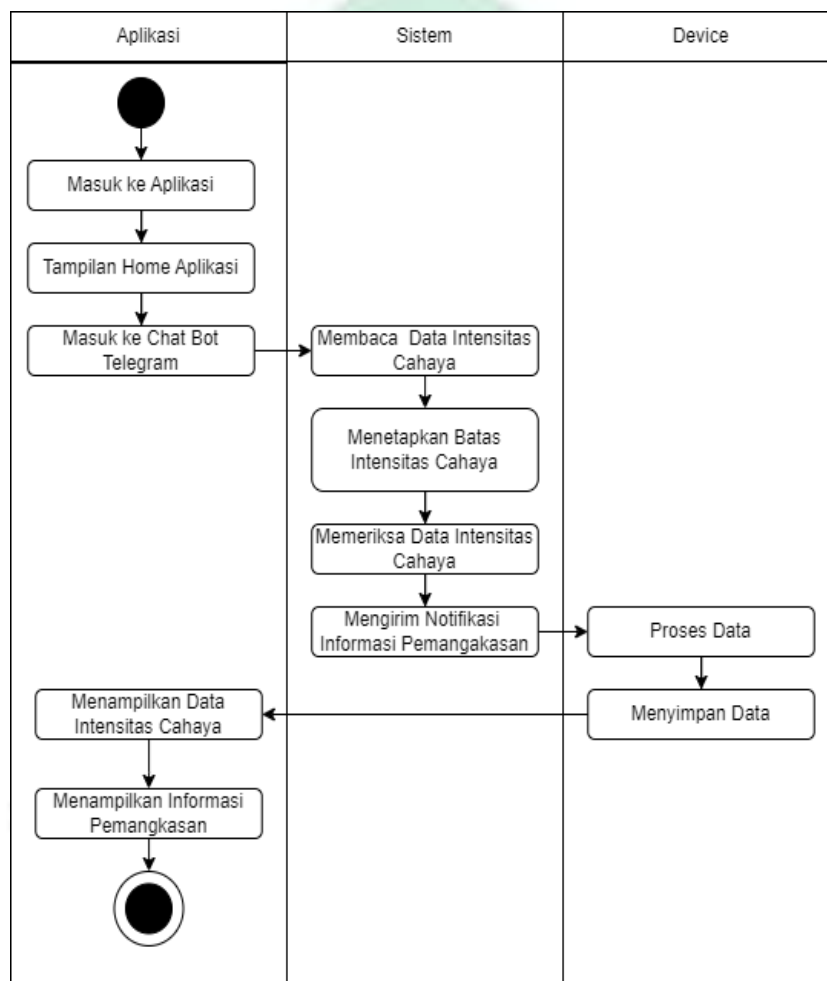 Aplikasi
Sistem
Device
Masuk ke Aplikasi
Tampilan Home Aplikasi
Masuk ke Chat Bot
Telegram
Membaca Data Intensitas
Cahaya
Menetapkan Batas
Intensitas Cahaya
Memeriksa Data Intensitas
Cahaya
Mengirim Notifikasi
Informasi Pemangakasan
Proses Data
Menyimpan Data
Menampilkan Data
Intensitas Cahaya
Menampilkan Informasi
Pemangkasan